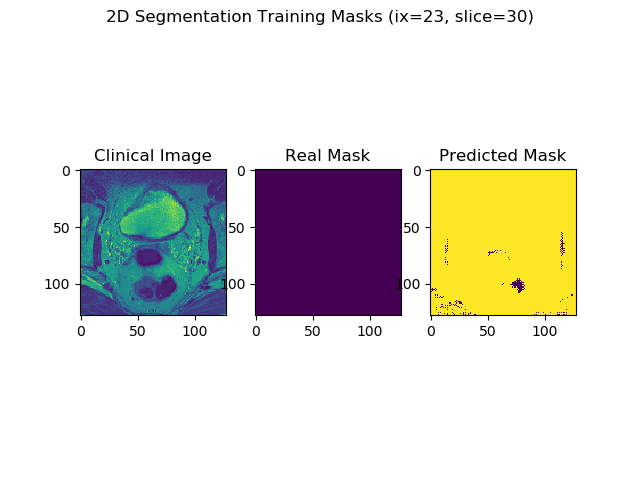 2D Segmentation Training Masks (ix=23, slice=30)
Clinical Image Real Mask Predicted Mask
0 0 0
50 50 50
100 100 100
0 50 100 0 50 100 0 50 100